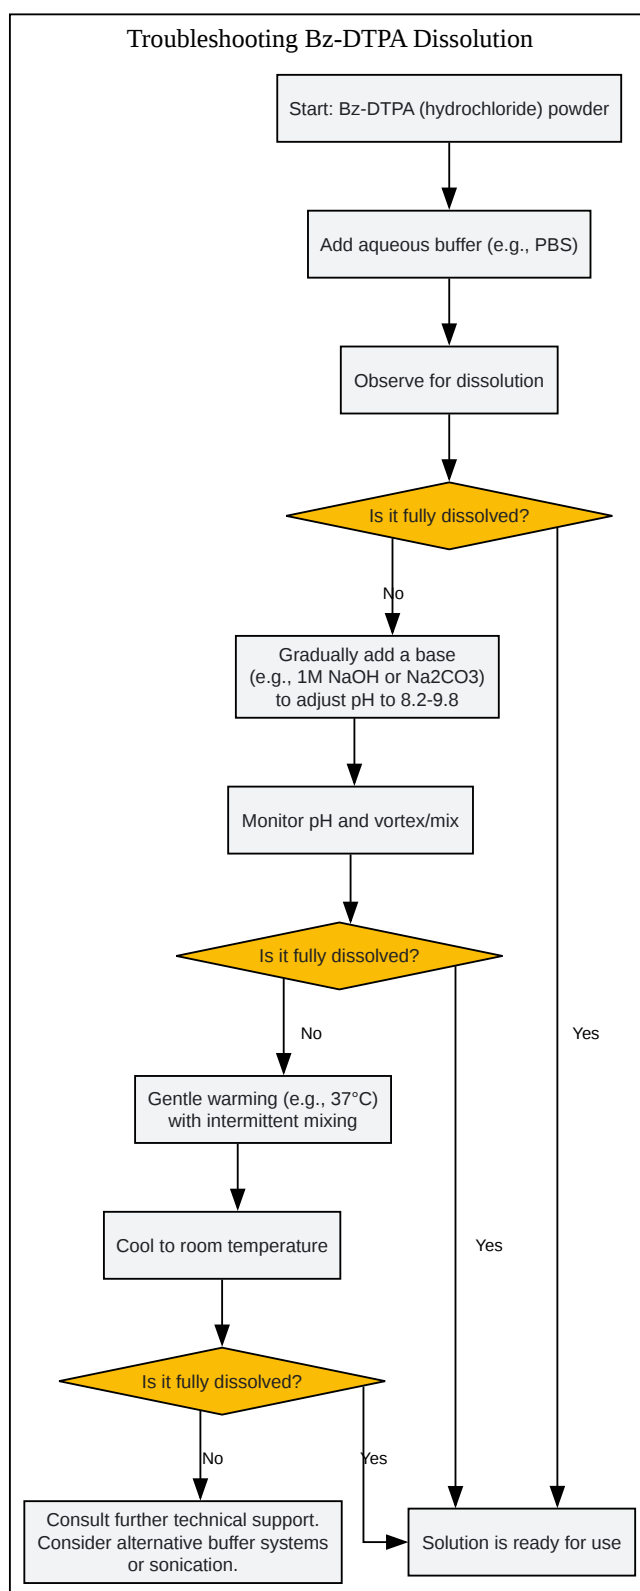 Troubleshooting Bz-DTPA Dissolution
Start: Bz-DTPA (hydrochloride) powder
Add aqueous buffer (e.g., PBS)
Observe for dissolution
Is it fully dissolved?
No
Gradually add a base
(e.g., 1M NaOH or Na2CO3)
to adjust pH to 8.2-9.8
Monitor pH and vortex/mix
Is it fully dissolved?
No
Yes
Gentle warming (e.g., 37°C)
with intermittent mixing
Cool to room temperature
Yes
Is it fully dissolved?
No
Yes
Consult further technical support.
Consider alternative buffer systems
or sonication.
Solution is ready for use